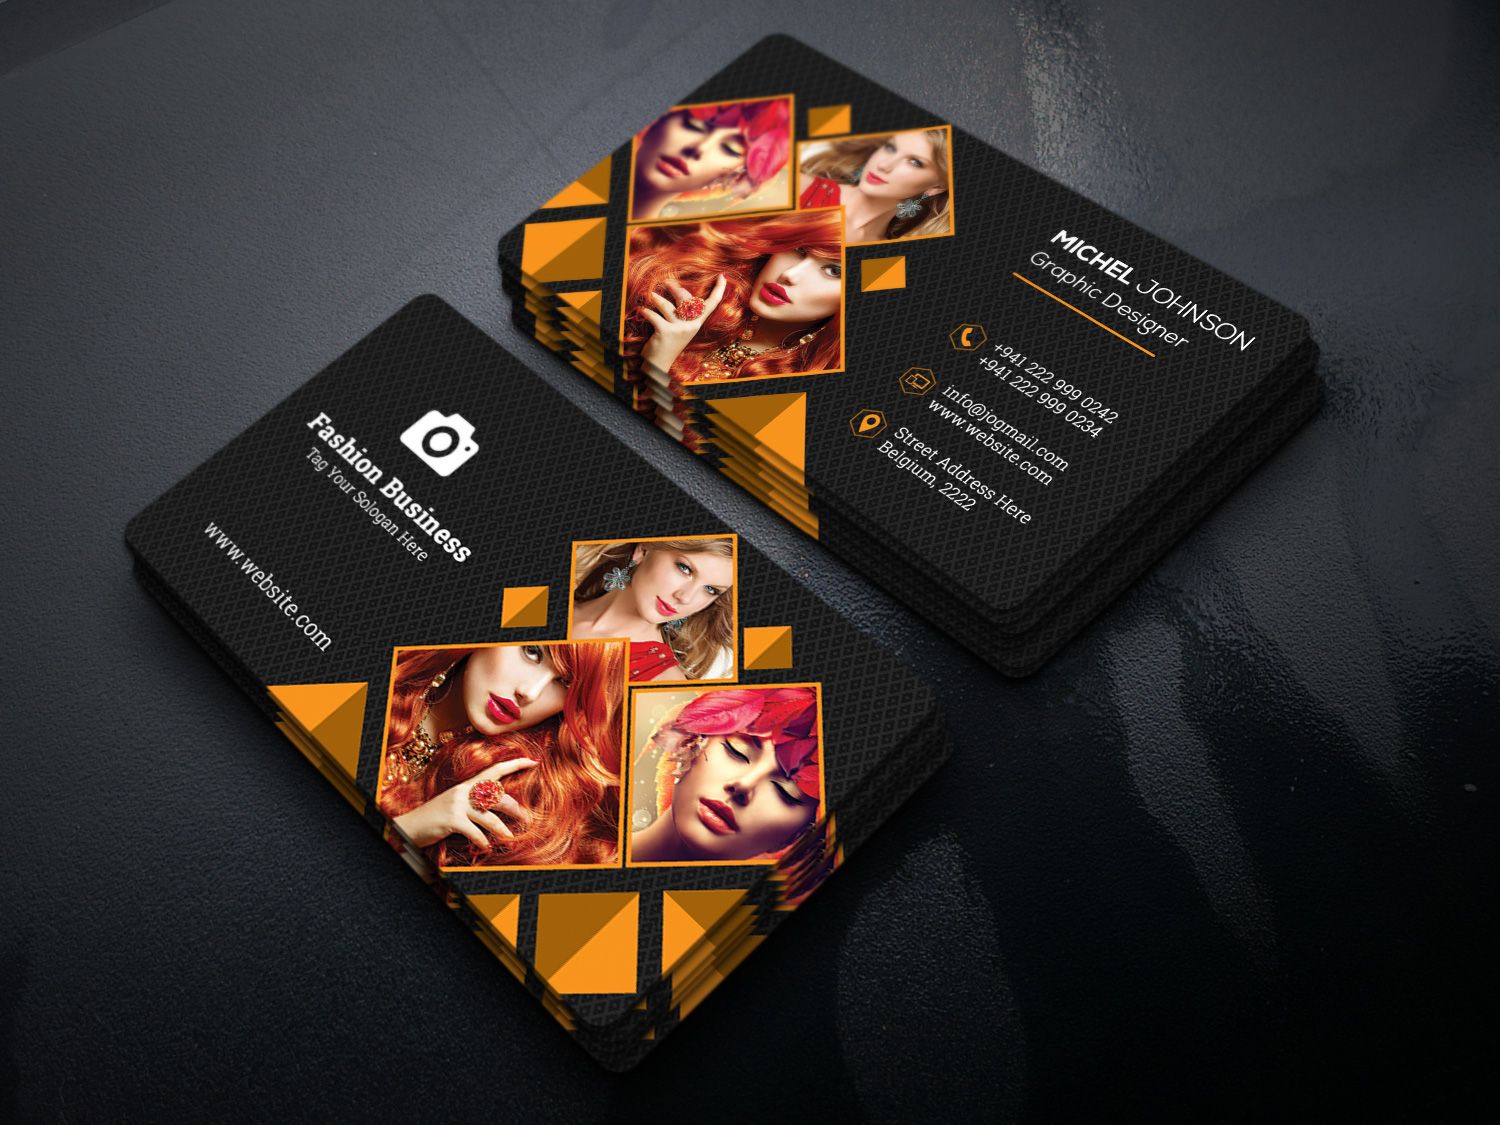 MICHEL JOHNSON
Graphic Designer
+941 222 999 0242
+941 222 999 0234
info@jogmail.com
www.website.com
Street Address Here
Belgium, 2222
Fashion Business
Tag Your Sologan Here
www.website.com